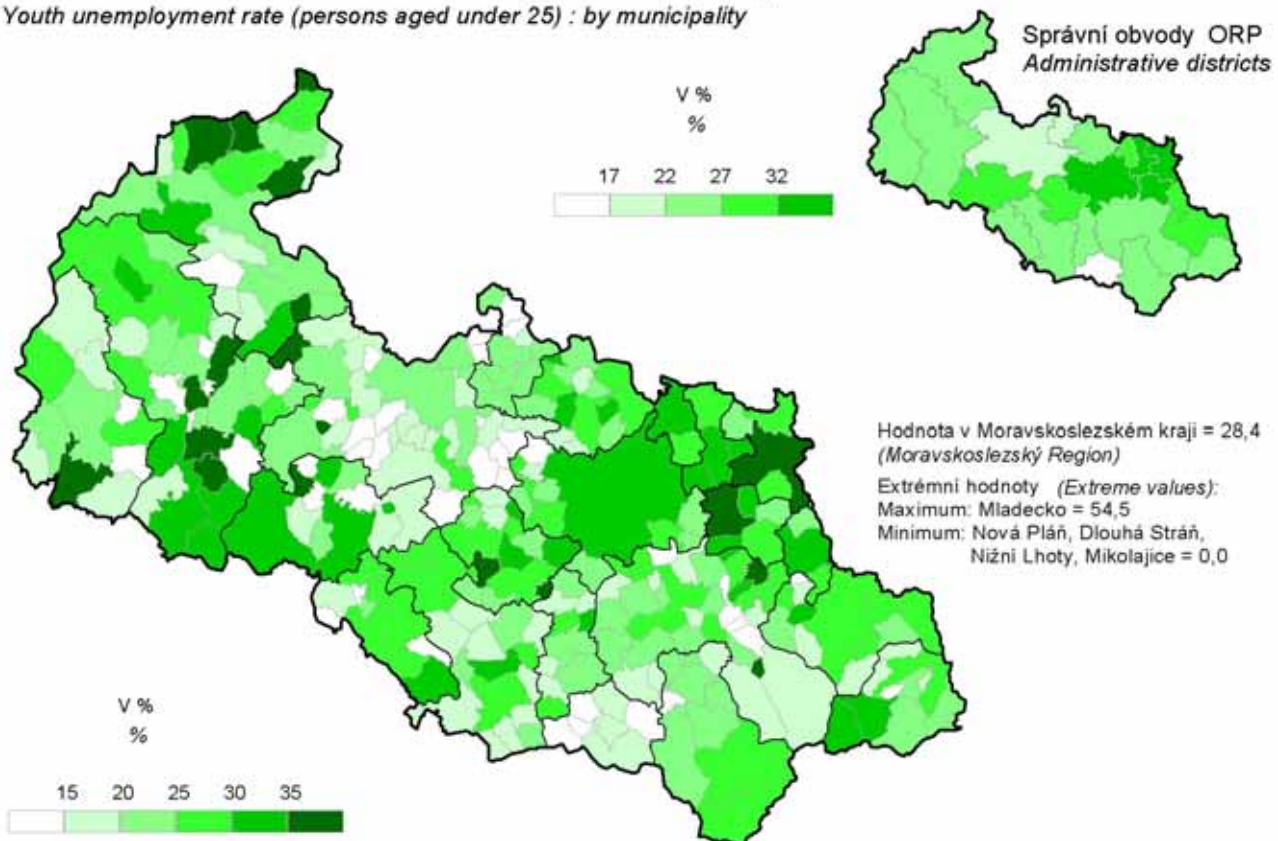 Youth unemployment rate (persons aged under 25) : by municipality
Správní obvody ORP
Administrative districts
V %
%
17 22 27 32
Hodnota v Moravskoslezském kraji = 28,4
(Moravskoslezský Region)
Extrémní hodnoty (Extreme values):
Maximum: Mladecko = 54,5
Minimum: Nová Pláň, Dlouhá Stráň,
Nižní Lhoty, Mikolajice = 0,0
V %
%
15 20 25 30 35